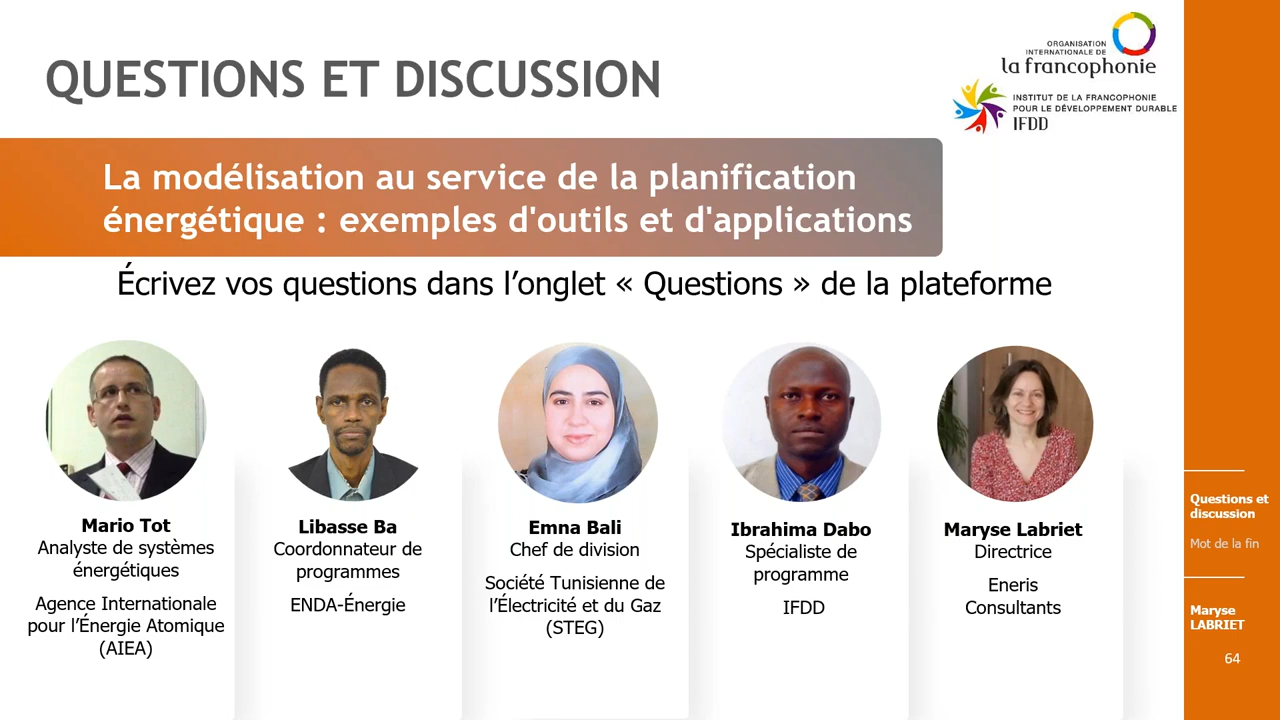 QUESTIONS ET DISCUSSION
ORGANISATION
INTERNATIONALE DE
la francophonie
INSTITUT DE LA FRANCOPHONIE
POUR LE DÉVELOPPEMENT DURABLE
IFDD
La modélisation au service de la planification
énergétique : exemples d'outils et d'applications
Écrivez vos questions dans l’onglet « Questions » de la plateforme
Mario Tot
Analyste de systèmes
énergétiques
Agence Internationale
pour l’Énergie Atomique
(AIEA)
Libasse Ba
Coordonnateur de
programmes
ENDA-Énergie
Emna Bali
Chef de division
Société Tunisienne de
l’Électricité et du Gaz
(STEG)
Ibrahima Dabo
Spécialiste de
programme
IFDD
Maryse Labriet
Directrice
Eneris
Consultants
Questions et
discussion
Mot de la fin
Maryse
LABRIET
64